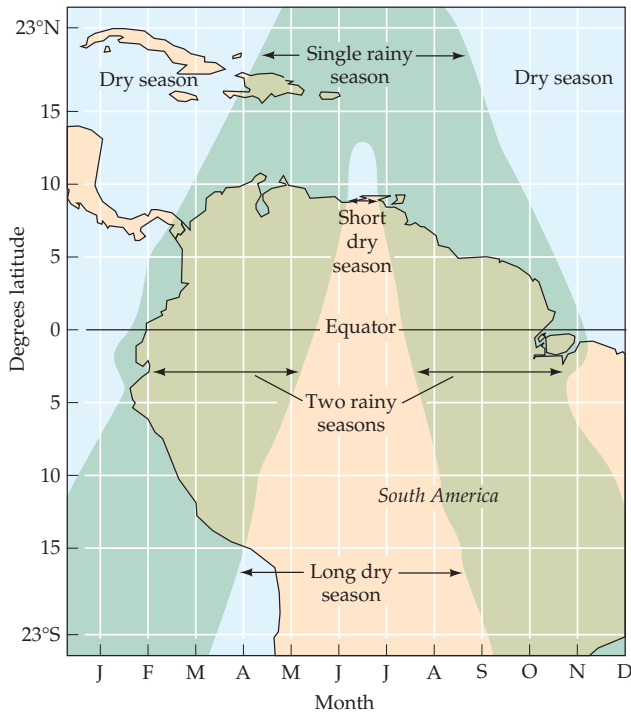 23°N
15
10
5
0
5
10
15
23°S
Degrees latitude
Dry season
Single rainy
season
Dry season
Short
dry
season
Equator
Two rainy
seasons
South America
Long dry
season
J F M A M J J A S O N D
Month